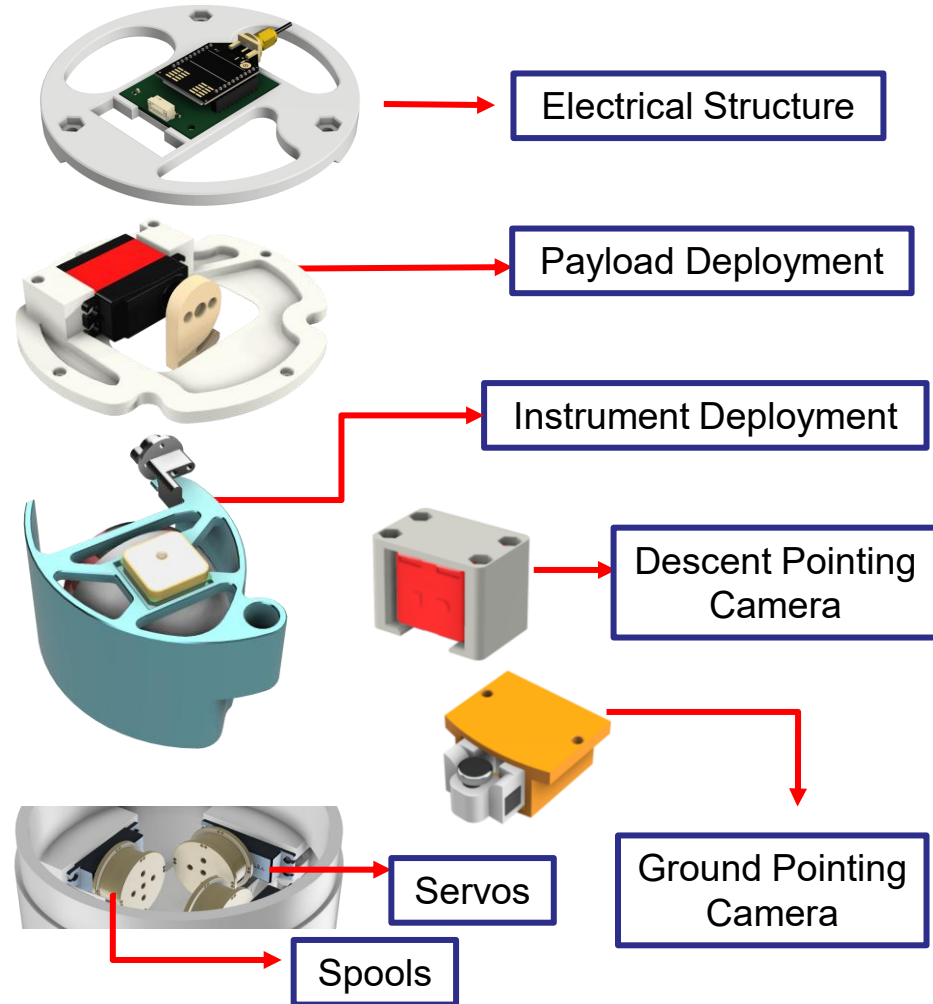 Electrical Structure
Payload Deployment
Instrument Deployment
Descent Pointing
Camera
Ground Pointing
Camera
Servos
Spools